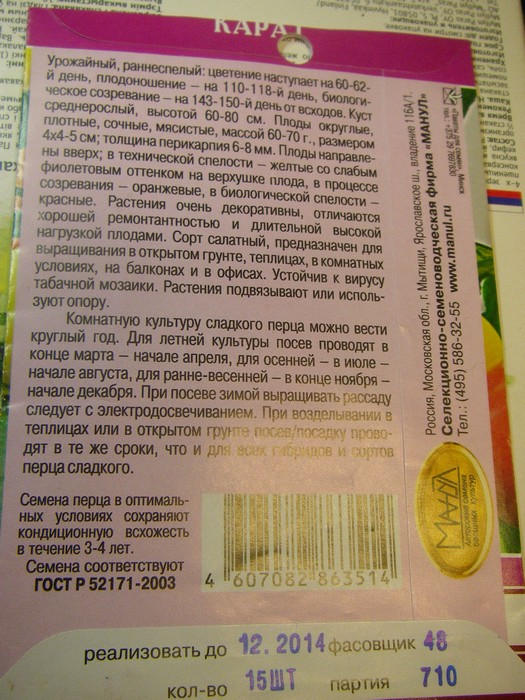 КАРАТ
Урожайный, раннеспелый: цветение наступает на 60-62-
й день, плодоношение – на 110-118-й день, биологи-
ческое созревание – на 143-150-й день от всходов. Куст
среднерослый, высотой 60-80 см. Плоды округлые,
плотные, сочные, мясистые, массой 60-70 г., размером
4х4-5 см; толщина перикарпия 6-8 мм. Плоды направле-
ны вверх; в технической спелости – желтые со слабым
фиолетовым оттенком на верхушке плода, в процессе
созревания – оранжевые, в биологической спелости –
красные. Растения очень декоративны, отличаются
хорошей ремонтантностью и длительной высокой
нагрузкой плодами. Сорт салатный, предназначен для
выращивания в открытом грунте, теплицах, в комнатных
условиях, на балконах и в офисах. Устойчив к вирусу
табачной мозаики. Растения подвязывают или исполь-
зуют опору.
Комнатную культуру сладкого перца можно вести
круглый год. Для летней культуры посев проводят в
конце марта – начале апреля, для осенней – в июле –
начале августа, для ранне-весенней – в конце ноября –
начале декабря. При посеве зимой выращивать рассаду
следует с электродосвечиванием. При возделывании в
теплицах или в открытом грунте посев/посадку прово-
дят в те же сроки, что и для всех гибридов и сортов
перца сладкого.
Семена перца в оптималь-
ных условиях сохраняют
кондиционную всхожесть
в течение 3-4 лет.
Семена соответствуют
ГОСТ Р 52171-2003
4 607082 863514
реализовать до 12.2014 фасовщик 48
кол-во 15ШТ партия 710
Россия, Московская обл., г. Мытищи, Ярославское ш., владение 116А/1.
Селекционно-семеноводческая фирма «МАНУЛ»
Тел.: (495) 586-32-55 www.manul.ru
МАНУЛ
Авторские семена
овощных культур